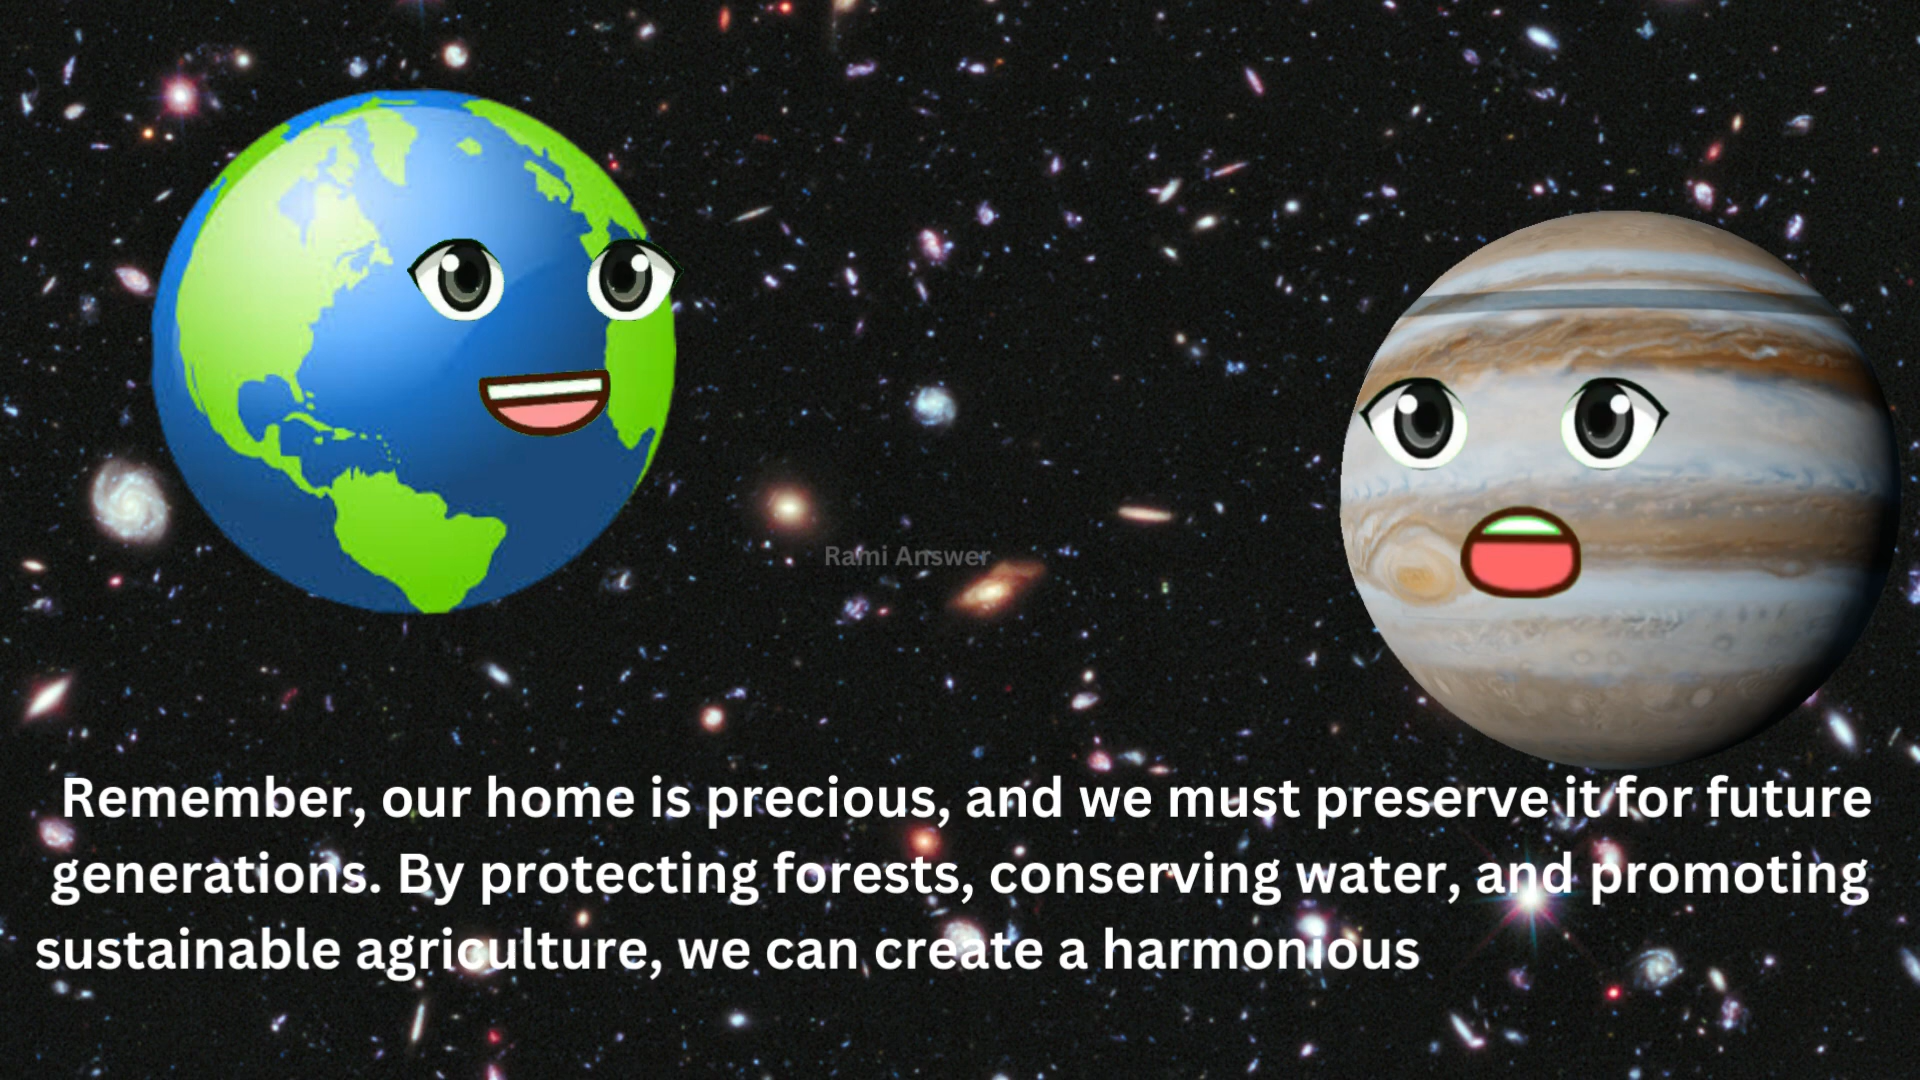 Rami Answer
Remember, our home is precious, and we must preserve it for future
generations. By protecting forests, conserving water, and promoting
sustainable agriculture, we can create a harmonious